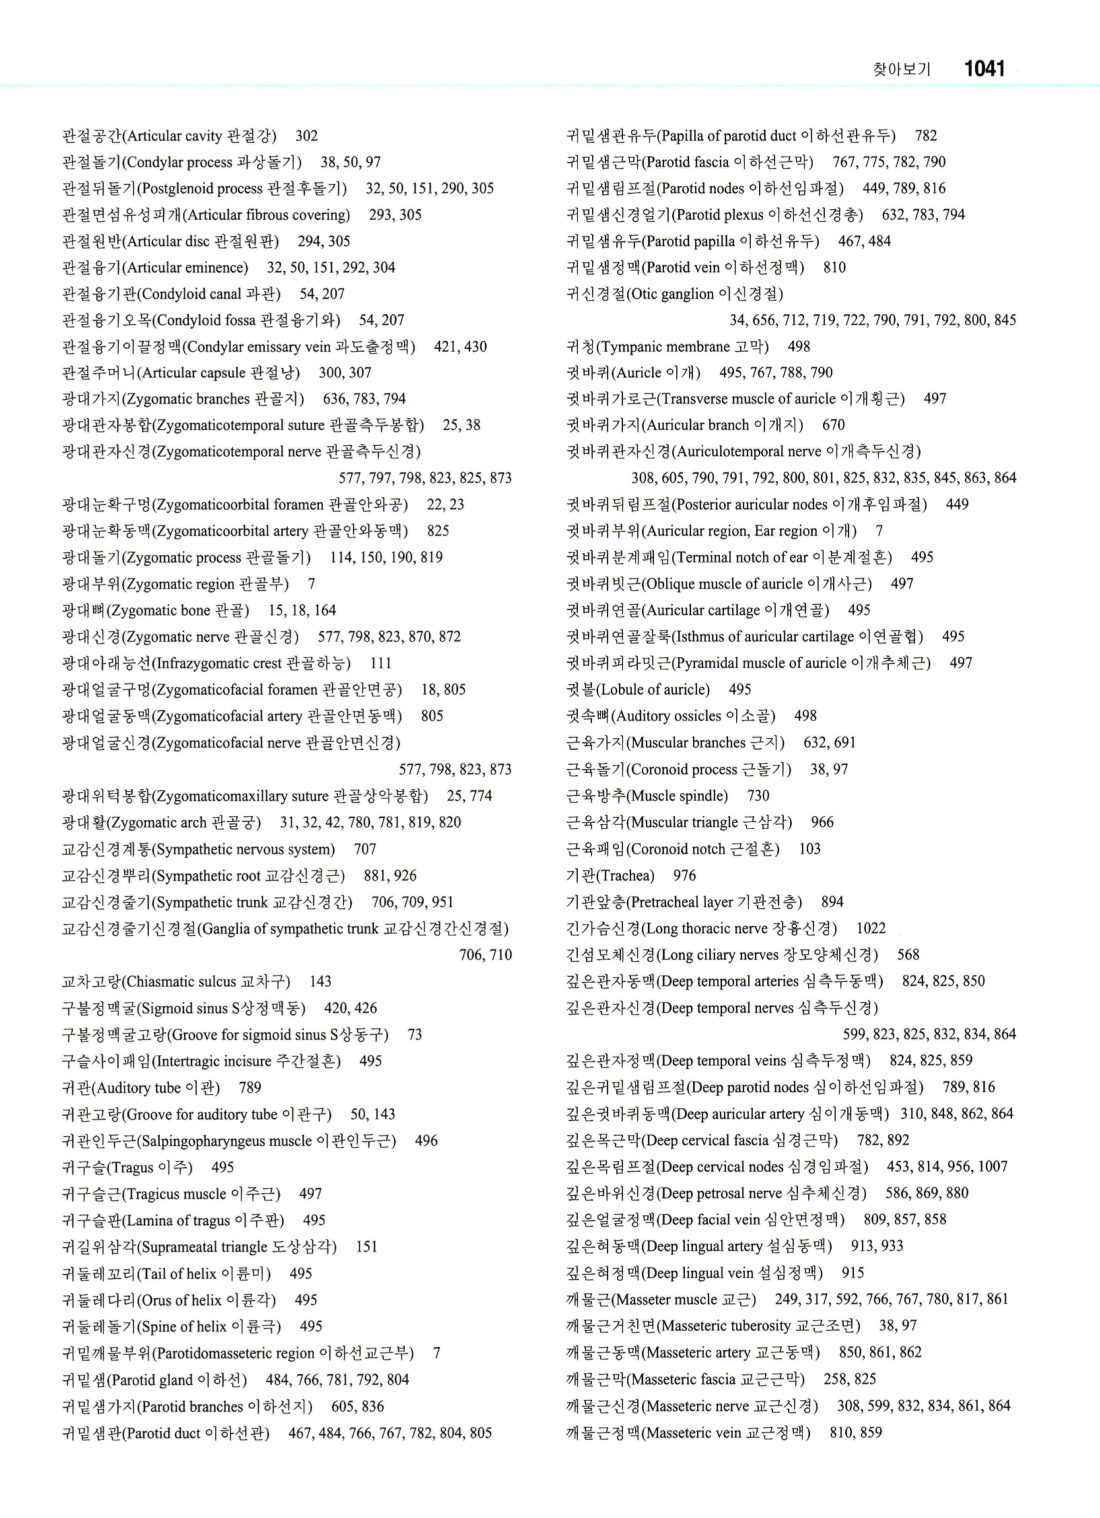 찾아보기 1041
관절공간(Articular cavity 관절강) 302
관절돌기(Condylar process 과상돌기) 38, 50, 97
관절뒤돌기(Postglenoid process 관절후돌기) 32, 50, 151, 290, 305
관절면섬유성피개(Articular fibrous covering) 293, 305
관절원반(Articular disc 관절원판) 294, 305
관절융기(Articular eminence) 32, 50, 151, 292, 304
관절융기관(Condyloid canal 과관) 54, 207
관절융기오목(Condyloid fossa 관절융기와) 54, 207
관절융기이끌정맥(Condylar emissary vein 과도출정맥) 421, 430
관절주머니(Articular capsule 관절낭) 300, 307
광대가지(Zygomatic branches 관골지) 636, 783, 794
광대관자봉합(Zygomaticotemporal suture 관골측두봉합) 25, 38
광대관자신경(Zygomaticotemporal nerve 관골측두신경)
577, 797, 798, 823, 825, 873
광대눈확구멍(Zygomaticoorbital foramen 관골안와공) 22, 23
광대눈확동맥(Zygomaticoorbital artery 관골안와동맥) 825
광대돌기(Zygomatic process 관골돌기) 114, 150, 190, 819
광대부위(Zygomatic region 관골부) 7
광대뼈(Zygomatic bone 관골) 15, 18, 164
광대신경(Zygomatic nerve 관골신경) 577, 798, 823, 870, 872
광대아래능선(Infrazygomatic crest 관골하능) 111
광대얼굴구멍(Zygomaticofacial foramen 관골안면공) 18, 805
광대얼굴동맥(Zygomaticofacial artery 관골안면동맥) 805
광대얼굴신경(Zygomaticofacial nerve 관골안면신경)
577, 798, 823, 873
광대위턱봉합(Zygomaticomaxillary suture 관골상악봉합) 25, 774
광대활(Zygomatic arch 관골궁) 31, 32, 42, 780, 781, 819, 820
교감신경계통(Sympathetic nervous system) 707
교감신경뿌리(Sympathetic root 교감신경근) 881, 926
교감신경줄기(Sympathetic trunk 교감신경간) 706, 709, 951
교감신경줄기신경절(Ganglia of sympathetic trunk 교감신경간신경절)
706, 710
교차고랑(Chiasmatic sulcus 교차구) 143
구불정맥굴(Sigmoid sinus S상정맥동) 420, 426
구불정맥굴고랑(Groove for sigmoid sinus S상동구) 73
구슬사이패임(Intertragic incisure 주간절흔) 495
귀관(Auditory tube 이관) 789
귀관고랑(Groove for auditory tube 이관구) 50, 143
귀관인두근(Salpingopharyngeus muscle 이관인두근) 496
귀구슬(Tragus 이주) 495
귀구슬근(Tragicus muscle 이주근) 497
귀구슬판(Lamina of tragus 이주판) 495
귀길위삼각(Suprameatal triangle 도상삼각) 151
귀둘레꼬리(Tail of helix 이륜미) 495
귀둘레다리(Orus of helix 이륜각) 495
귀둘레돌기(Spine of helix 이륜극) 495
귀밑깨물부위(Parotidomasseteric region 이하선교근부) 7
귀밑샘(Parotid gland 이하선) 484, 766, 781, 792, 804
귀밑샘가지(Parotid branches 이하선지) 605, 836
귀밑샘관(Parotid duct 이하선관) 467, 484, 766, 767, 782, 804, 805
귀밑샘관유두(Papilla of parotid duct 이하선관유두) 782
귀밑샘근막(Parotid fascia 이하선근막) 767, 775, 782, 790
귀밑샘림프절(Parotid nodes 이하선임파절) 449, 789, 816
귀밑샘신경얼기(Parotid plexus 이하선신경총) 632, 783, 794
귀밑샘유두(Parotid papilla 이하선유두) 467, 484
귀밑샘정맥(Parotid vein 이하선정맥) 810
귀신경절(Otic ganglion 이신경절)
34, 656, 712, 719, 722, 790, 791, 792, 800, 845
귀청(Tympanic membrane 고막) 498
귓바퀴(Auricle 이개) 495, 767, 788, 790
귓바퀴가로근(Transverse muscle of auricle 이개횡근) 497
귓바퀴가지(Auricular branch 이개지) 670
귓바퀴관자신경(Auriculotemporal nerve 이개측두신경)
308, 605, 790, 791, 792, 800, 801, 825, 832, 835, 845, 863, 864
귓바퀴뒤림프절(Posterior auricular nodes 이개후임파절) 449
귓바퀴부위(Auricular region, Ear region 이개) 7
귓바퀴분계패임(Terminal notch of ear 이분계절흔) 495
귓바퀴빗근(Oblique muscle of auricle 이개사근) 497
귓바퀴연골(Auricular cartilage 이개연골) 495
귓바퀴연골잘룩(Isthmus of auricular cartilage 이연골협) 495
귓바퀴피라밋근(Pyramidal muscle of auricle 이개추체근) 497
귓불(Lobule of auricle) 495
귓속뼈(Auditory ossicles 이소골) 498
근육가지(Muscular branches 근지) 632, 691
근육돌기(Coronoid process 근돌기) 38, 97
근육방추(Muscle spindle) 730
근육삼각(Muscular triangle 근삼각) 966
근육패임(Coronoid notch 근절흔) 103
기관(Trachea) 976
기관앞층(Pretracheal layer 기관전층) 894
긴가슴신경(Long thoracic nerve 장흉신경) 1022
긴섬모체신경(Long ciliary nerves 장모양체신경) 568
깊은관자동맥(Deep temporal arteries 심측두동맥) 824, 825, 850
깊은관자신경(Deep temporal nerves 심측두신경)
599, 823, 825, 832, 834, 864
깊은관자정맥(Deep temporal veins 심측두정맥) 824, 825, 859
깊은귀밑샘림프절(Deep parotid nodes 심이하선임파절) 789, 816
깊은귓바퀴동맥(Deep auricular artery 심이개동맥) 310, 848, 862, 864
깊은목근막(Deep cervical fascia 심경근막) 782, 892
깊은목림프절(Deep cervical nodes 심경임파절) 453, 814, 956, 1007
깊은바위신경(Deep petrosal nerve 심추체신경) 586, 869, 880
깊은얼굴정맥(Deep facial vein 심안면정맥) 809, 857, 858
깊은혀동맥(Deep lingual artery 설심동맥) 913, 933
깊은혀정맥(Deep lingual vein 설심정맥) 915
깨물근(Masseter muscle 교근) 249, 317, 592, 766, 767, 780, 817, 861
깨물근거친면(Masseteric tuberosity 교근조면) 38, 97
깨물근동맥(Masseteric artery 교근동맥) 850, 861, 862
깨물근막(Masseteric fascia 교근근막) 258, 825
깨물근신경(Masseteric nerve 교근신경) 308, 599, 832, 834, 861, 864
깨물근정맥(Masseteric vein 교근정맥) 810, 859